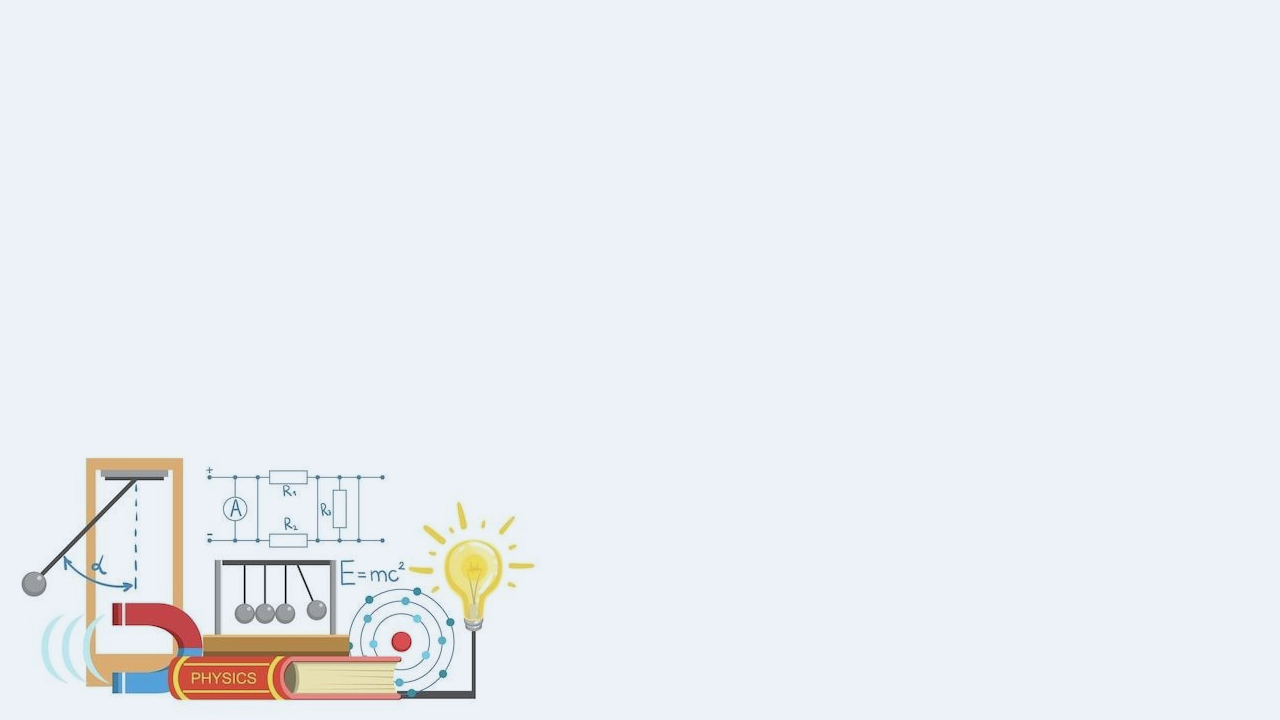 +
R₁
A
R₃
R₂
-
E=mc²
α
PHYSICS